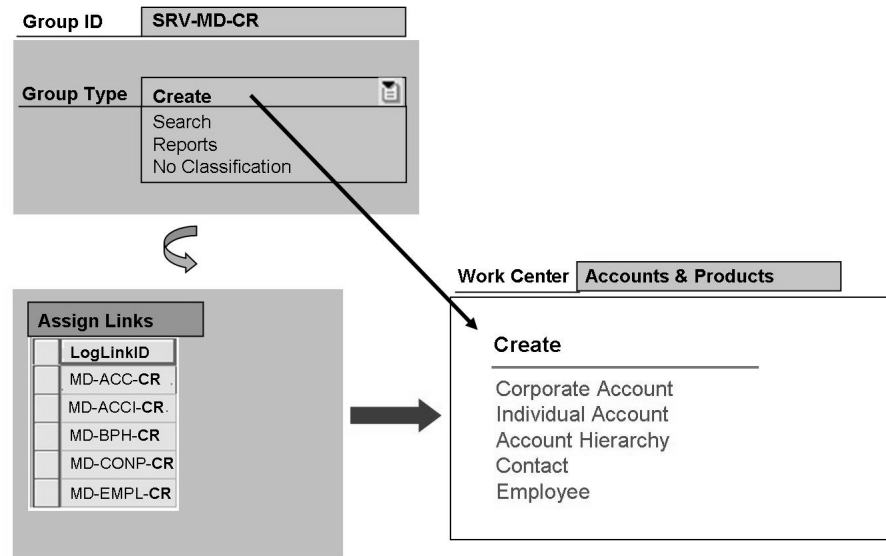 Group ID SRV-MD-CR
Group Type Create
Search
Reports
No Classification
Assign Links
LogLinkID
MD-ACC-CR
MD-ACCI-CR
MD-BPH-CR
MD-CONP-CR
MD-EMPL-CR
Work Center Accounts & Products
Create
Corporate Account
Individual Account
Account Hierarchy
Contact
Employee